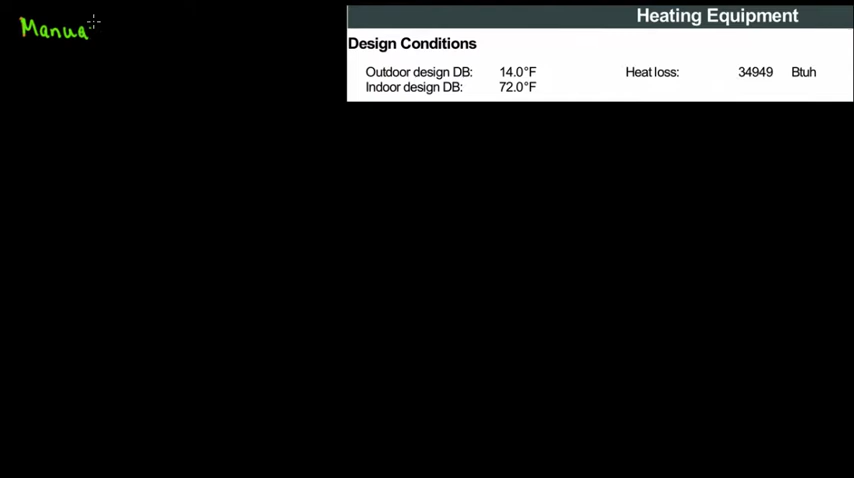 Manua
Heating Equipment
Design Conditions
Outdoor design DB: 14.0°F Heat loss: 34949 Btuh
Indoor design DB: 72.0°F